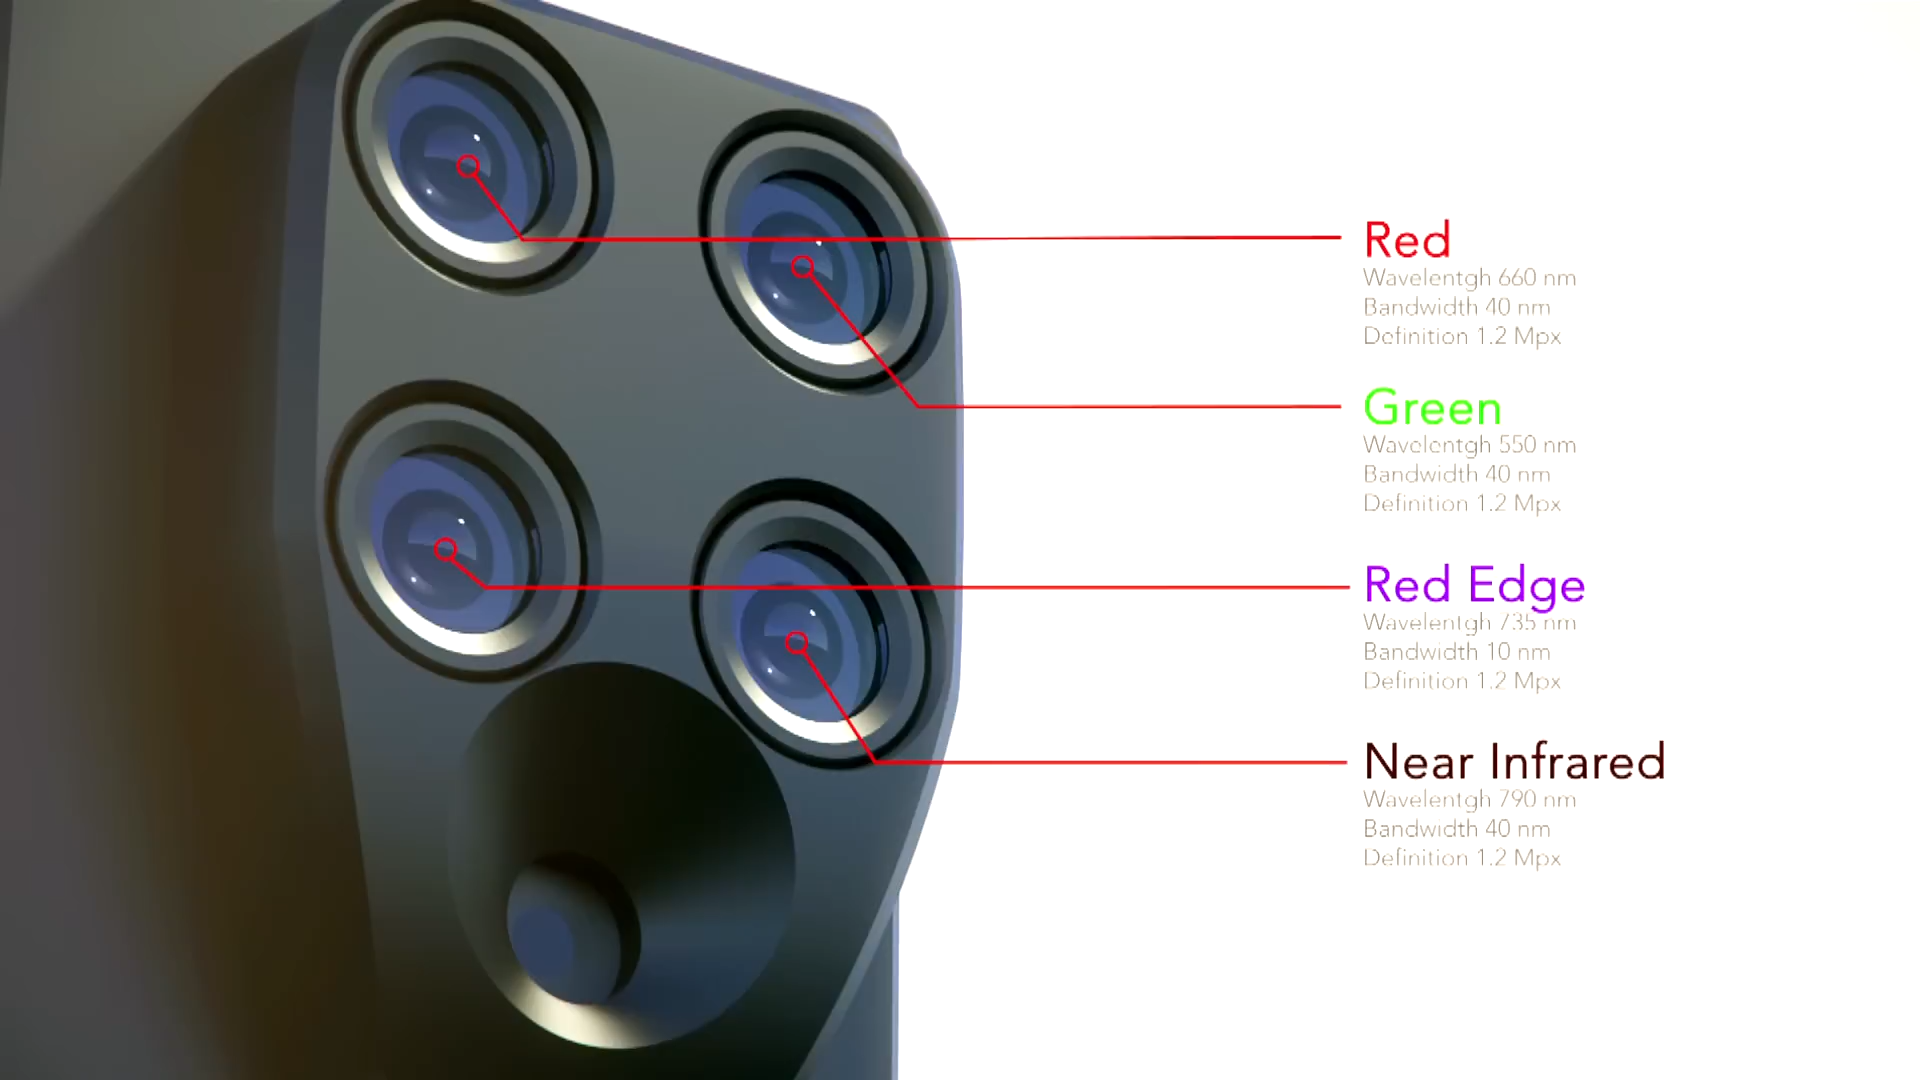 Red
Wavelentgh 660 nm
Bandwidth 40 nm
Definition 1.2 Mpx
Green
Wavelentgh 550 nm
Bandwidth 40 nm
Definition 1.2 Mpx
Red Edge
Wavelentgh 735 nm
Bandwidth 10 nm
Definition 1.2 Mpx
Near Infrared
Wavelentgh 790 nm
Bandwidth 40 nm
Definition 1.2 Mpx